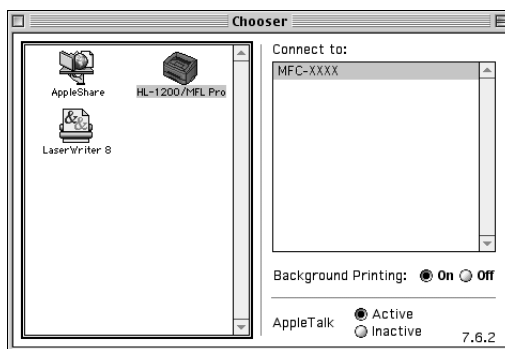 Chooser
AppleShare
HL-1200/MFL Pro
LaserWriter 8
Connect to:
MFC-XXXX
Background Printing: On Off
AppleTalk Active
Inactive
7.6.2